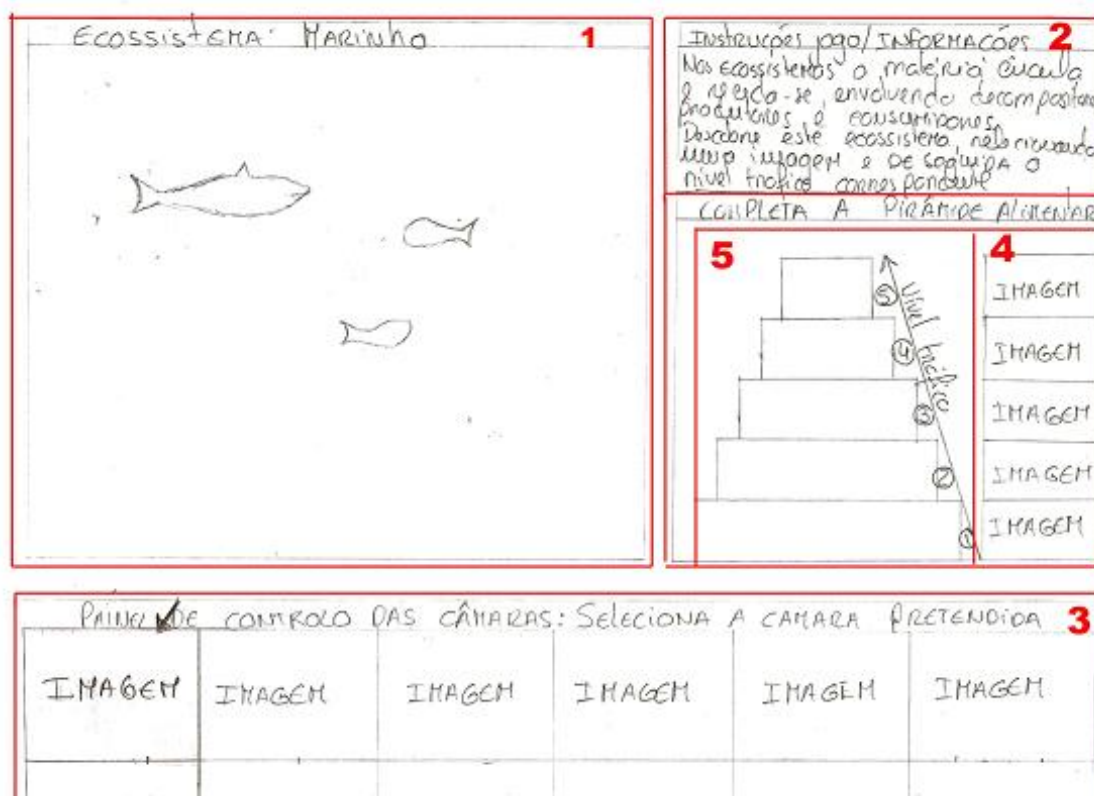 ECOSSISTEMA: MARINHO 1
INSTRUÇÕES JOGO/INFORMAÇÕES 2
Nos ecossistemas a matéria circula
e recicla-se, envolvendo decompositores
produtores e consumidores.
Descobre este ecossistema, relacionando
uma imagem e de seguida o
nível trófico correspondente
COMPLETA A PIRÂMIDE ALIMENTAR
5
4
Nível trófico
5
4
3
2
1
IMAGEM
IMAGEM
IMAGEM
IMAGEM
IMAGEM
PAINEL DE CONTROLO DAS CÂMARAS: SELECIONA A CAMARA PRETENDIDA 3
IMAGEM IMAGEM IMAGEM IMAGEM IMAGEM IMAGEM